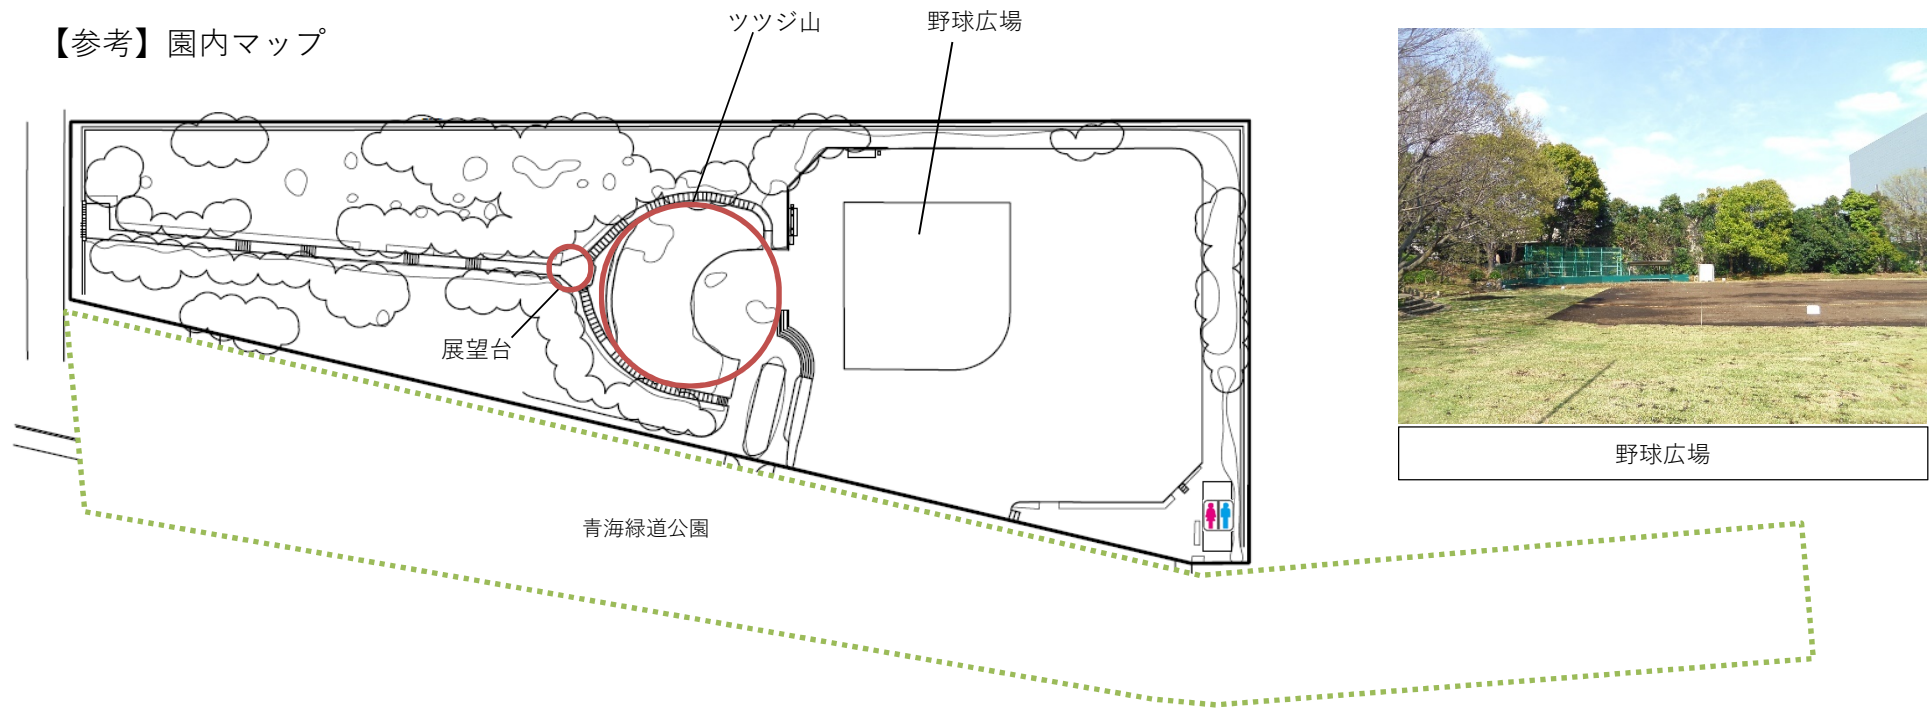 【参考】園内マップ
ツツジ山
野球広場
展望台
青海緑道公園
野球広場